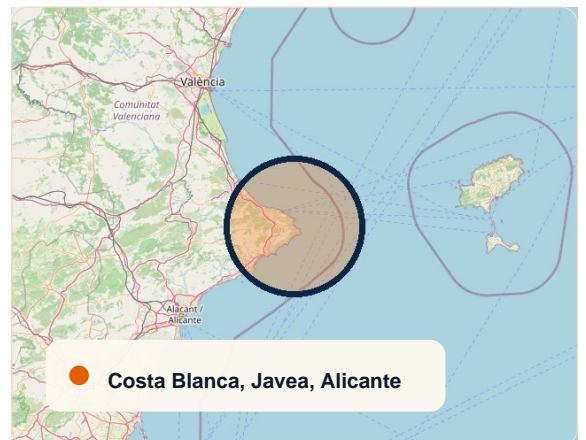 València
Comunitat
Valenciana
Alacant /
Alicante
Costa Blanca, Javea, Alicante